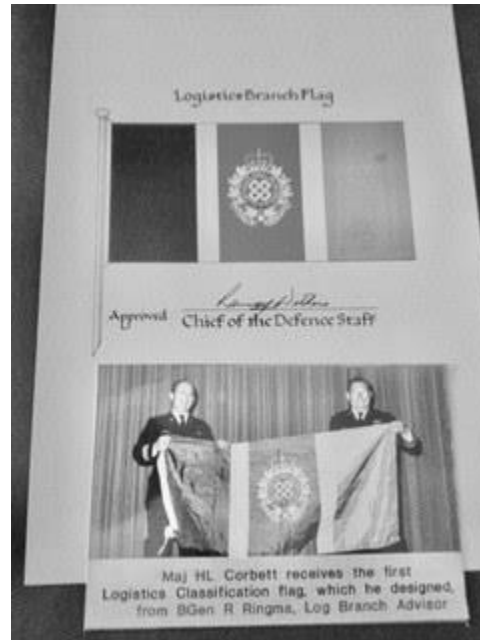 Logistics Branch Flag
Approved
Chief of the Defence Staff
Maj HL Corbett receives the first
Logistics Classification flag, which he designed,
from BGen R Ringma, Log Branch Advisor